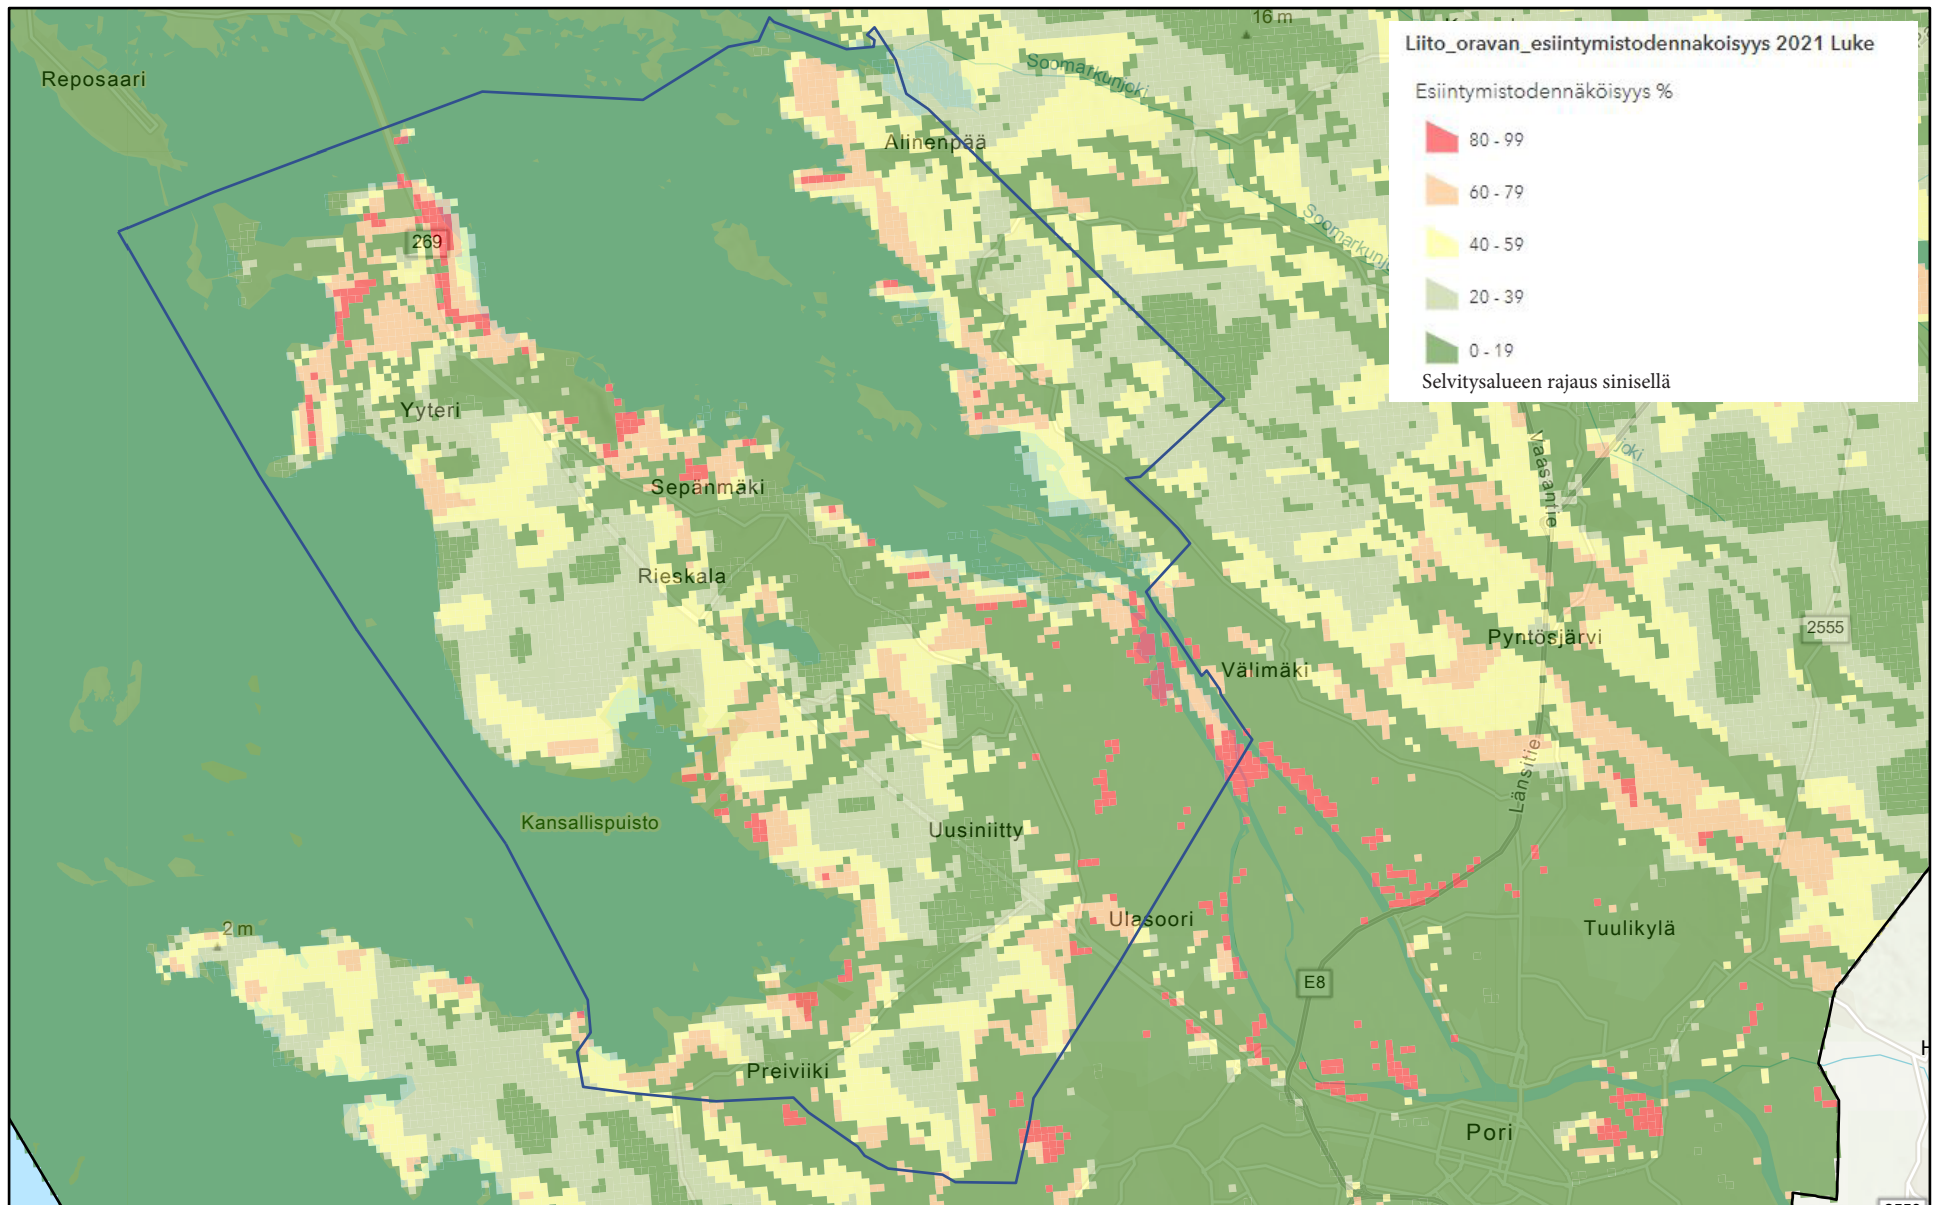 16 m
Reposaari
Soomarkunjoki
Alinenpää
Liito_oravan_esiintymistodennakoisyys 2021 Luke
Esiintymistodennäköisyys %
80 - 99
60 - 79
40 - 59
20 - 39
0 - 19
Selvitysalueen rajaus sinisellä
269
Yyteri
joki
Vaasantie
Sepänmäki
Rieskala
Pyntösjärvi
2555
Välimäki
Länsitie
Kansallispuisto
Uusiniitty
Ulasoori
Tuulikylä
2 m
E8
Preiviiki
Pori
H